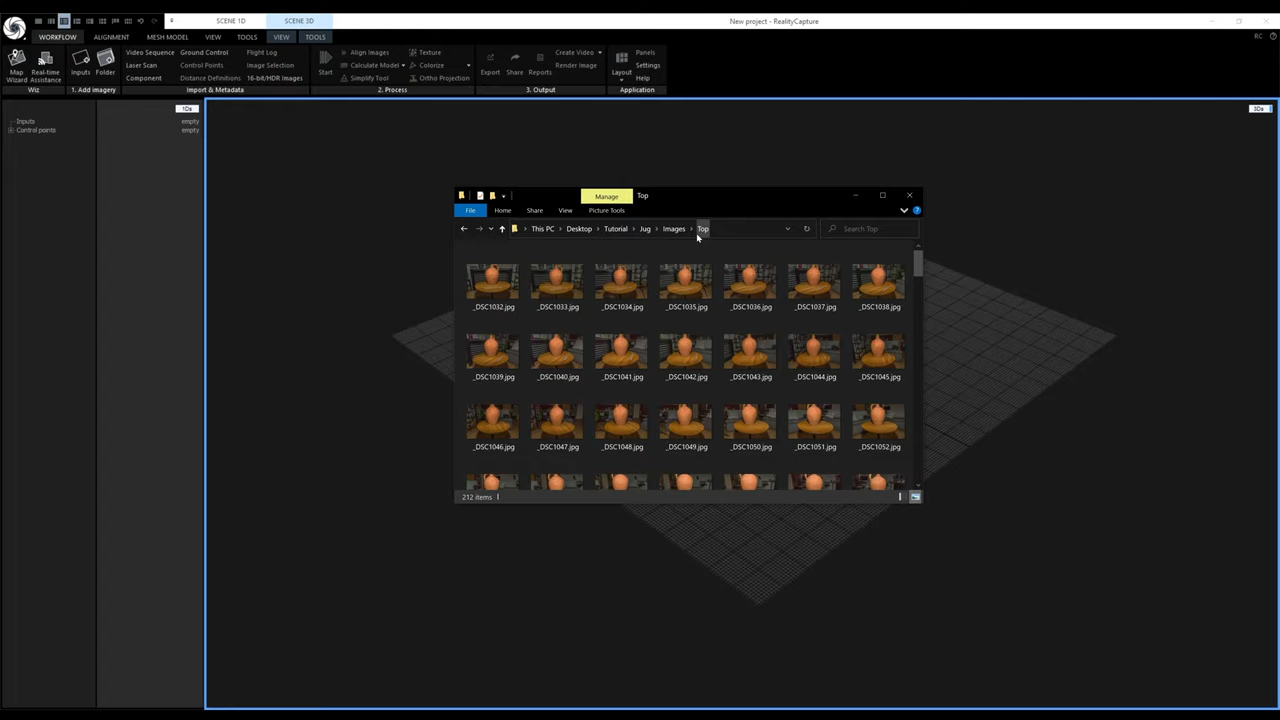 SCENE 1D SCENE 3D New project - RealityCapture
WORKFLOW ALIGNMENT MESH MODEL VIEW TOOLS VIEW TOOLS RC
Map Wizard
Real-time Assistance
Wiz
Inputs
Folder
1. Add imagery
Video Sequence Ground Control Flight Log
Laser Scan Control Points Image Selection
Component Distance Definitions 16-bit/HDR Images
Import & Metadata
Start
Align Images Texture
Calculate Model Colorize
Simplify Tool Ortho Projection
2. Process
Export Share Reports
Create Video
Render Image
3. Output
Layout
Panels
Settings
Help
Application
1Ds
3Ds
Inputs empty
Control points empty
Manage Top
File Home Share View Picture Tools
This PC Desktop Tutorial Jug Images Top Search Top
_DSC1032.jpg _DSC1033.jpg _DSC1034.jpg _DSC1035.jpg _DSC1036.jpg _DSC1037.jpg _DSC1038.jpg
_DSC1039.jpg _DSC1040.jpg _DSC1041.jpg _DSC1042.jpg _DSC1043.jpg _DSC1044.jpg _DSC1045.jpg
_DSC1046.jpg _DSC1047.jpg _DSC1048.jpg _DSC1049.jpg _DSC1050.jpg _DSC1051.jpg _DSC1052.jpg
212 items